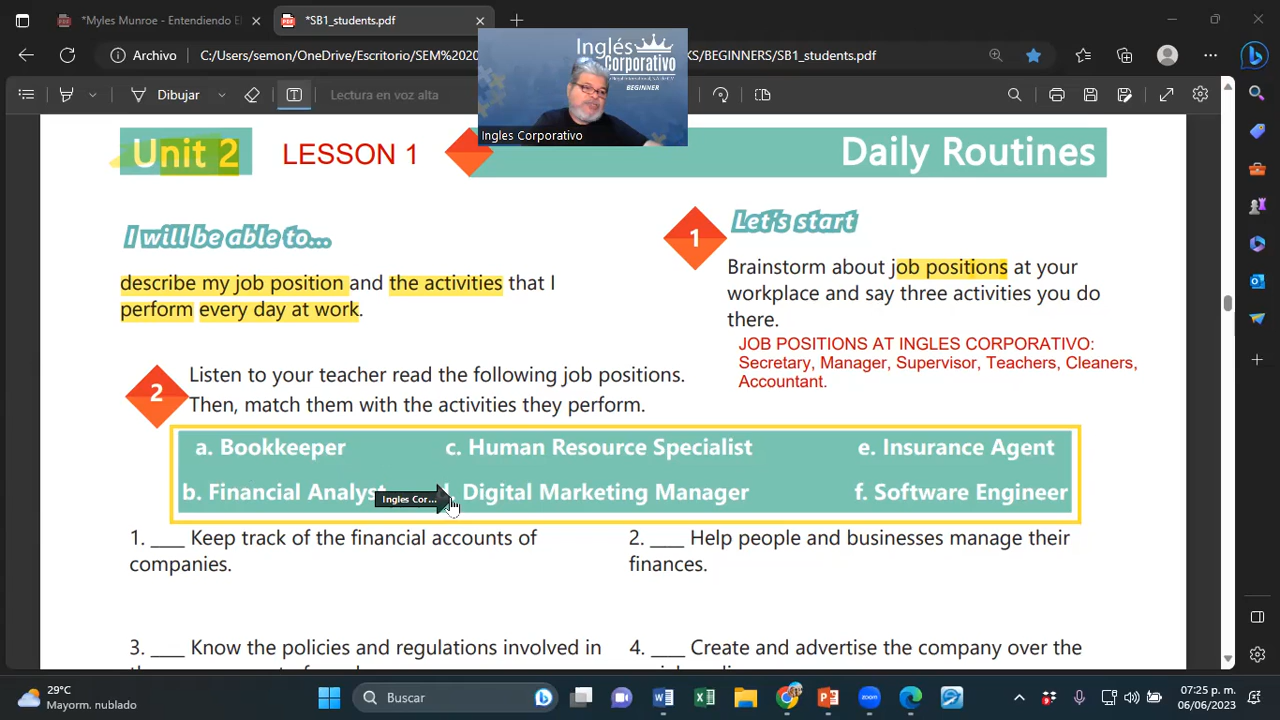 *Myles Munroe - Entendiendo El
*SB1_students.pdf
Archivo
C:/Users/semon/OneDrive/Escritorio/SEM%20
KS/BEGINNERS/SB1_students.pdf
Dibujar
Lectura en voz alta
Inglés
Corporativo
BEGINNER
Ingles Corporativo
Unit 2
LESSON 1
Daily Routines
I will be able to...
describe my job position and the activities that I
perform every day at work.
1
Let's start
Brainstorm about job positions at your
workplace and say three activities you do
there.
JOB POSITIONS AT INGLES CORPORATIVO:
Secretary, Manager, Supervisor, Teachers, Cleaners,
Accountant.
2
Listen to your teacher read the following job positions.
Then, match them with the activities they perform.
a. Bookkeeper
c. Human Resource Specialist
e. Insurance Agent
b. Financial Analyst
d. Digital Marketing Manager
f. Software Engineer
Ingles Cor...
1. ____ Keep track of the financial accounts of
companies.
2. ____ Help people and businesses manage their
finances.
3. ____ Know the policies and regulations involved in
4. ____ Create and advertise the company over the
29°C
Mayorm. nublado
Buscar
07:25 p. m.
06/06/2023